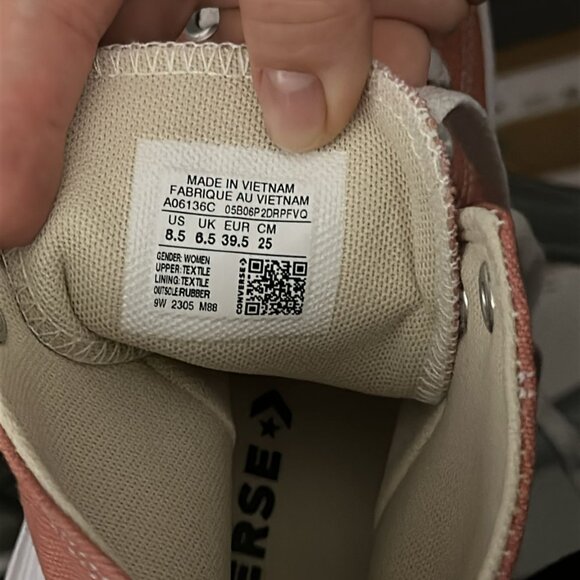 MADE IN VIETNAM
FABRIQUE AU VIETNAM
A06136C 05B06P2DRPFVQ
US UK EUR CM
8.5 6.5 39.5 25
GENDER: WOMEN
UPPER: TEXTILE
LINING: TEXTILE
OUTSOLE: RUBBER
9W 2305 M88
CONVERSE
ERSE